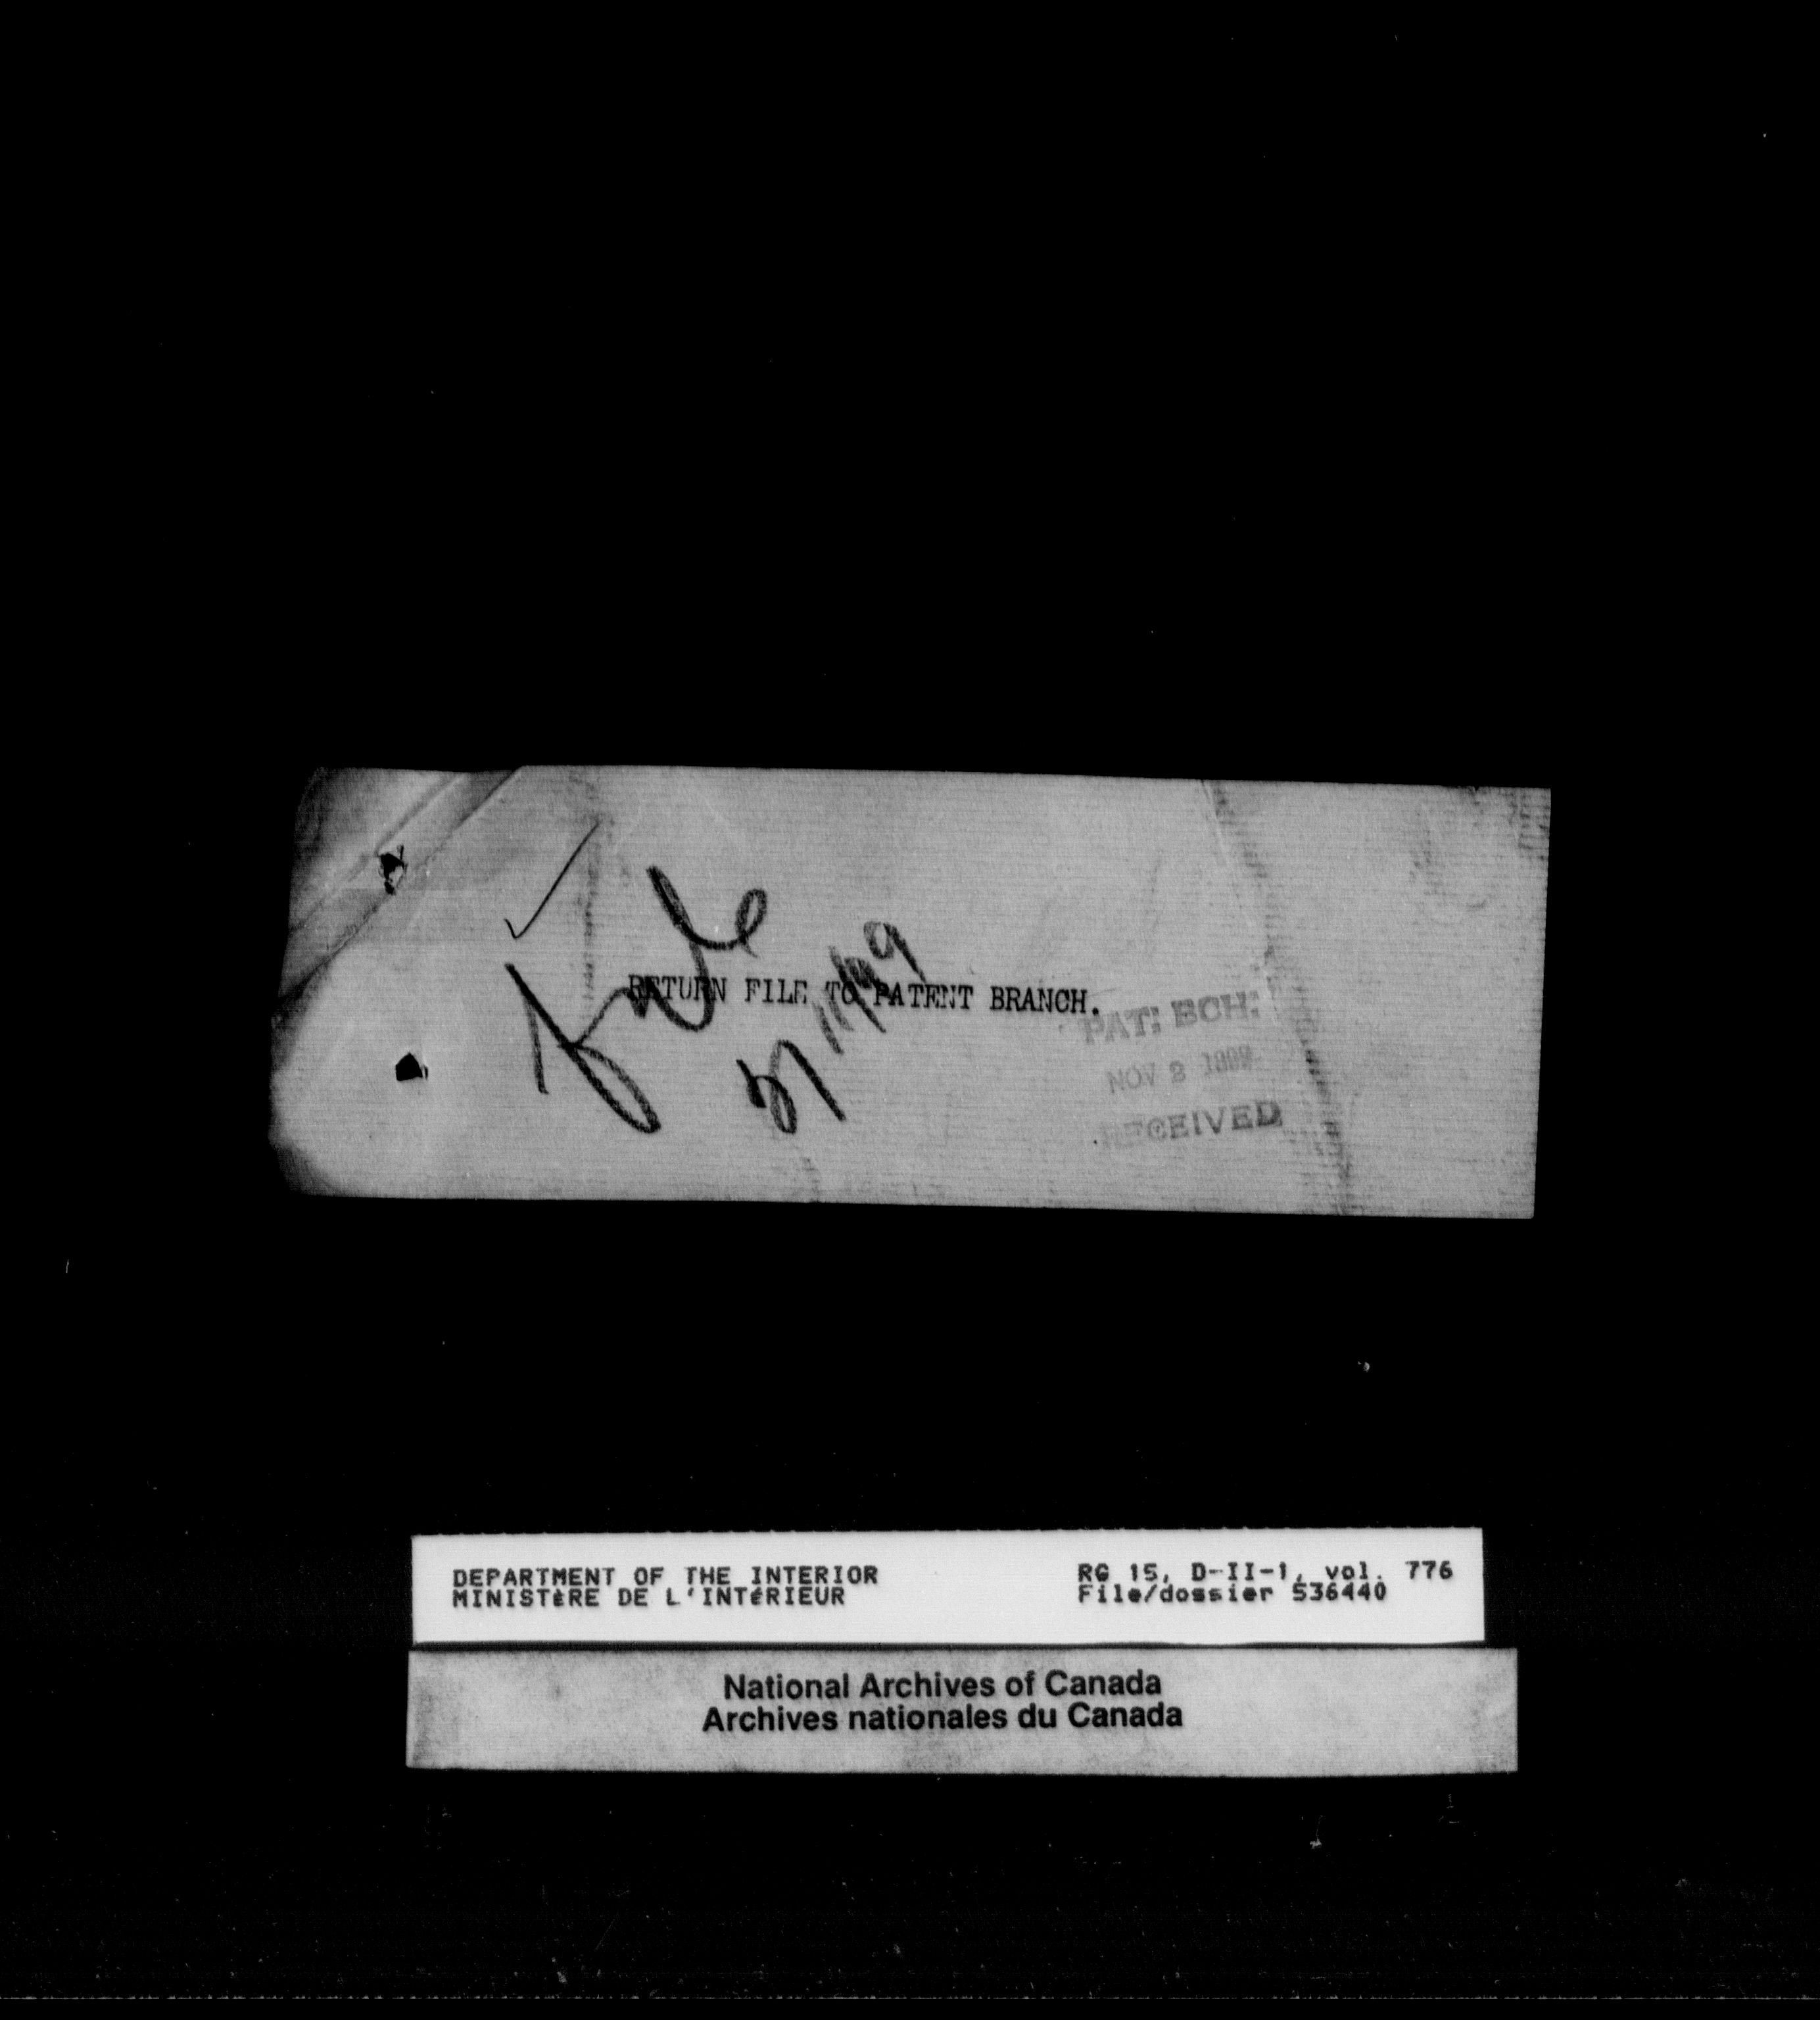 File
RETURN FILE TO PATENT BRANCH.
PAT: BCH:
NOV 2
RECEIVED
DEPARTMENT OF THE INTERIOR
MINISTÈRE DE L'INTÉRIEUR
RG 15, D-II-1, vol. 776
File/dossier 536440
National Archives of Canada
Archives nationales du Canada